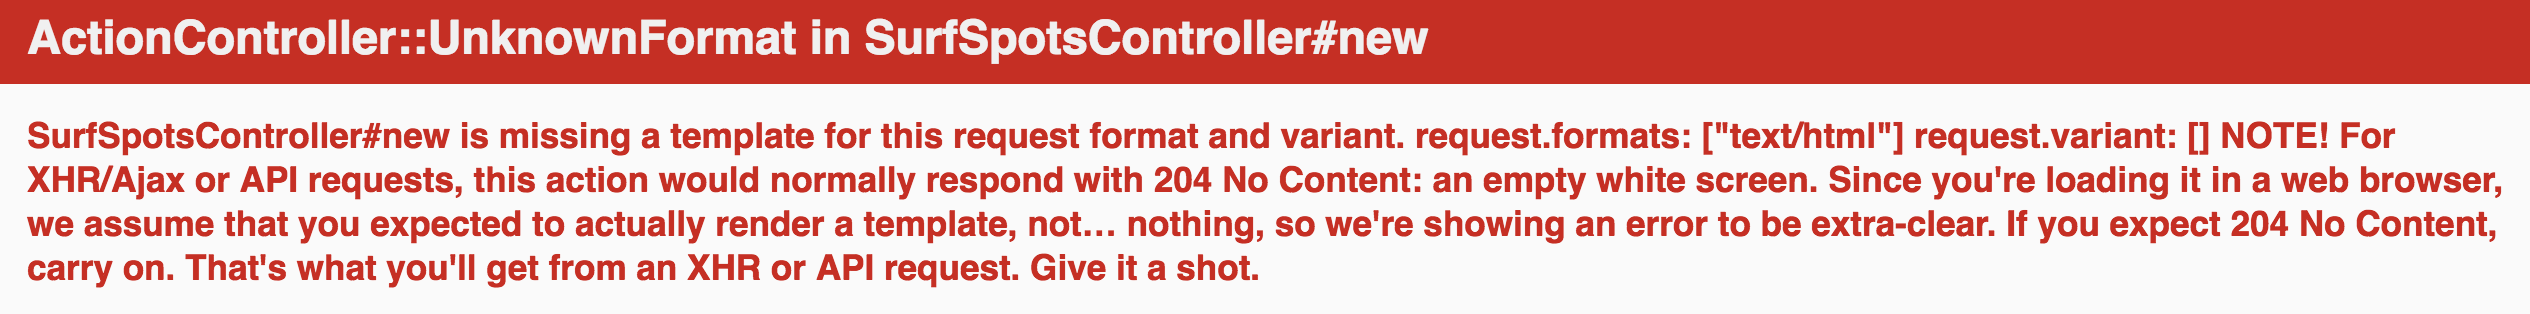 ActionController::UnknownFormat in SurfSpotsController#new
SurfSpotsController#new is missing a template for this request format and variant. request.formats: ["text/html"] request.variant: [] NOTE! For
XHR/Ajax or API requests, this action would normally respond with 204 No Content: an empty white screen. Since you're loading it in a web browser,
we assume that you expected to actually render a template, not… nothing, so we're showing an error to be extra-clear. If you expect 204 No Content,
carry on. That's what you'll get from an XHR or API request. Give it a shot.